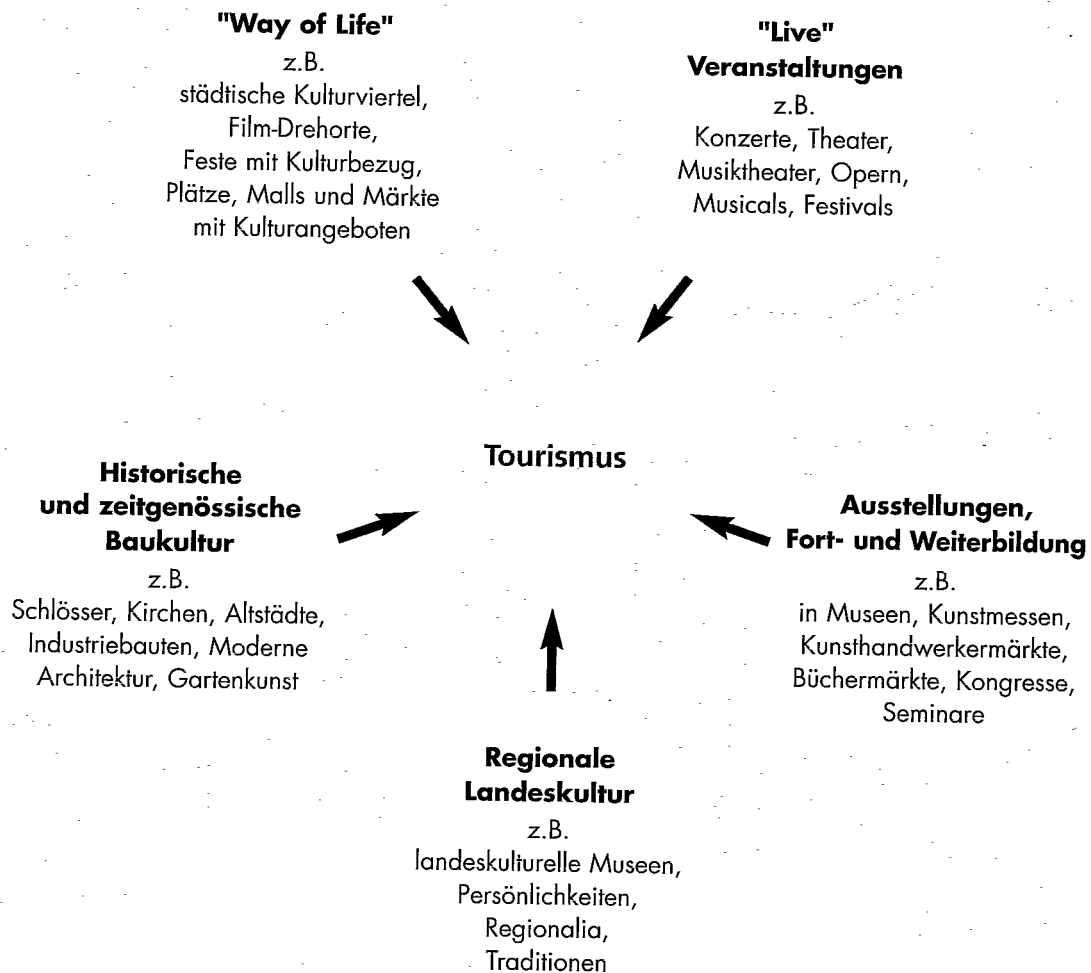 "Way of Life"
z.B.
städtische Kulturviertel,
Film-Drehorte,
Feste mit Kulturbezug,
Plätze, Malls und Märkte
mit Kulturangeboten
"Live"
Veranstaltungen
z.B.
Konzerte, Theater,
Musiktheater, Opern,
Musicals, Festivals
Tourismus
Historische
und zeitgenössische
Baukultur
z.B.
Schlösser, Kirchen, Altstädte,
Industriebauten, Moderne
Architektur, Gartenkunst
Ausstellungen,
Fort- und Weiterbildung
z.B.
in Museen, Kunstmessen,
Kunsthandwerkermärkte,
Büchermärkte, Kongresse,
Seminare
Regionale
Landeskultur
z.B.
landeskulturelle Museen,
Persönlichkeiten,
Regionalia,
Traditionen